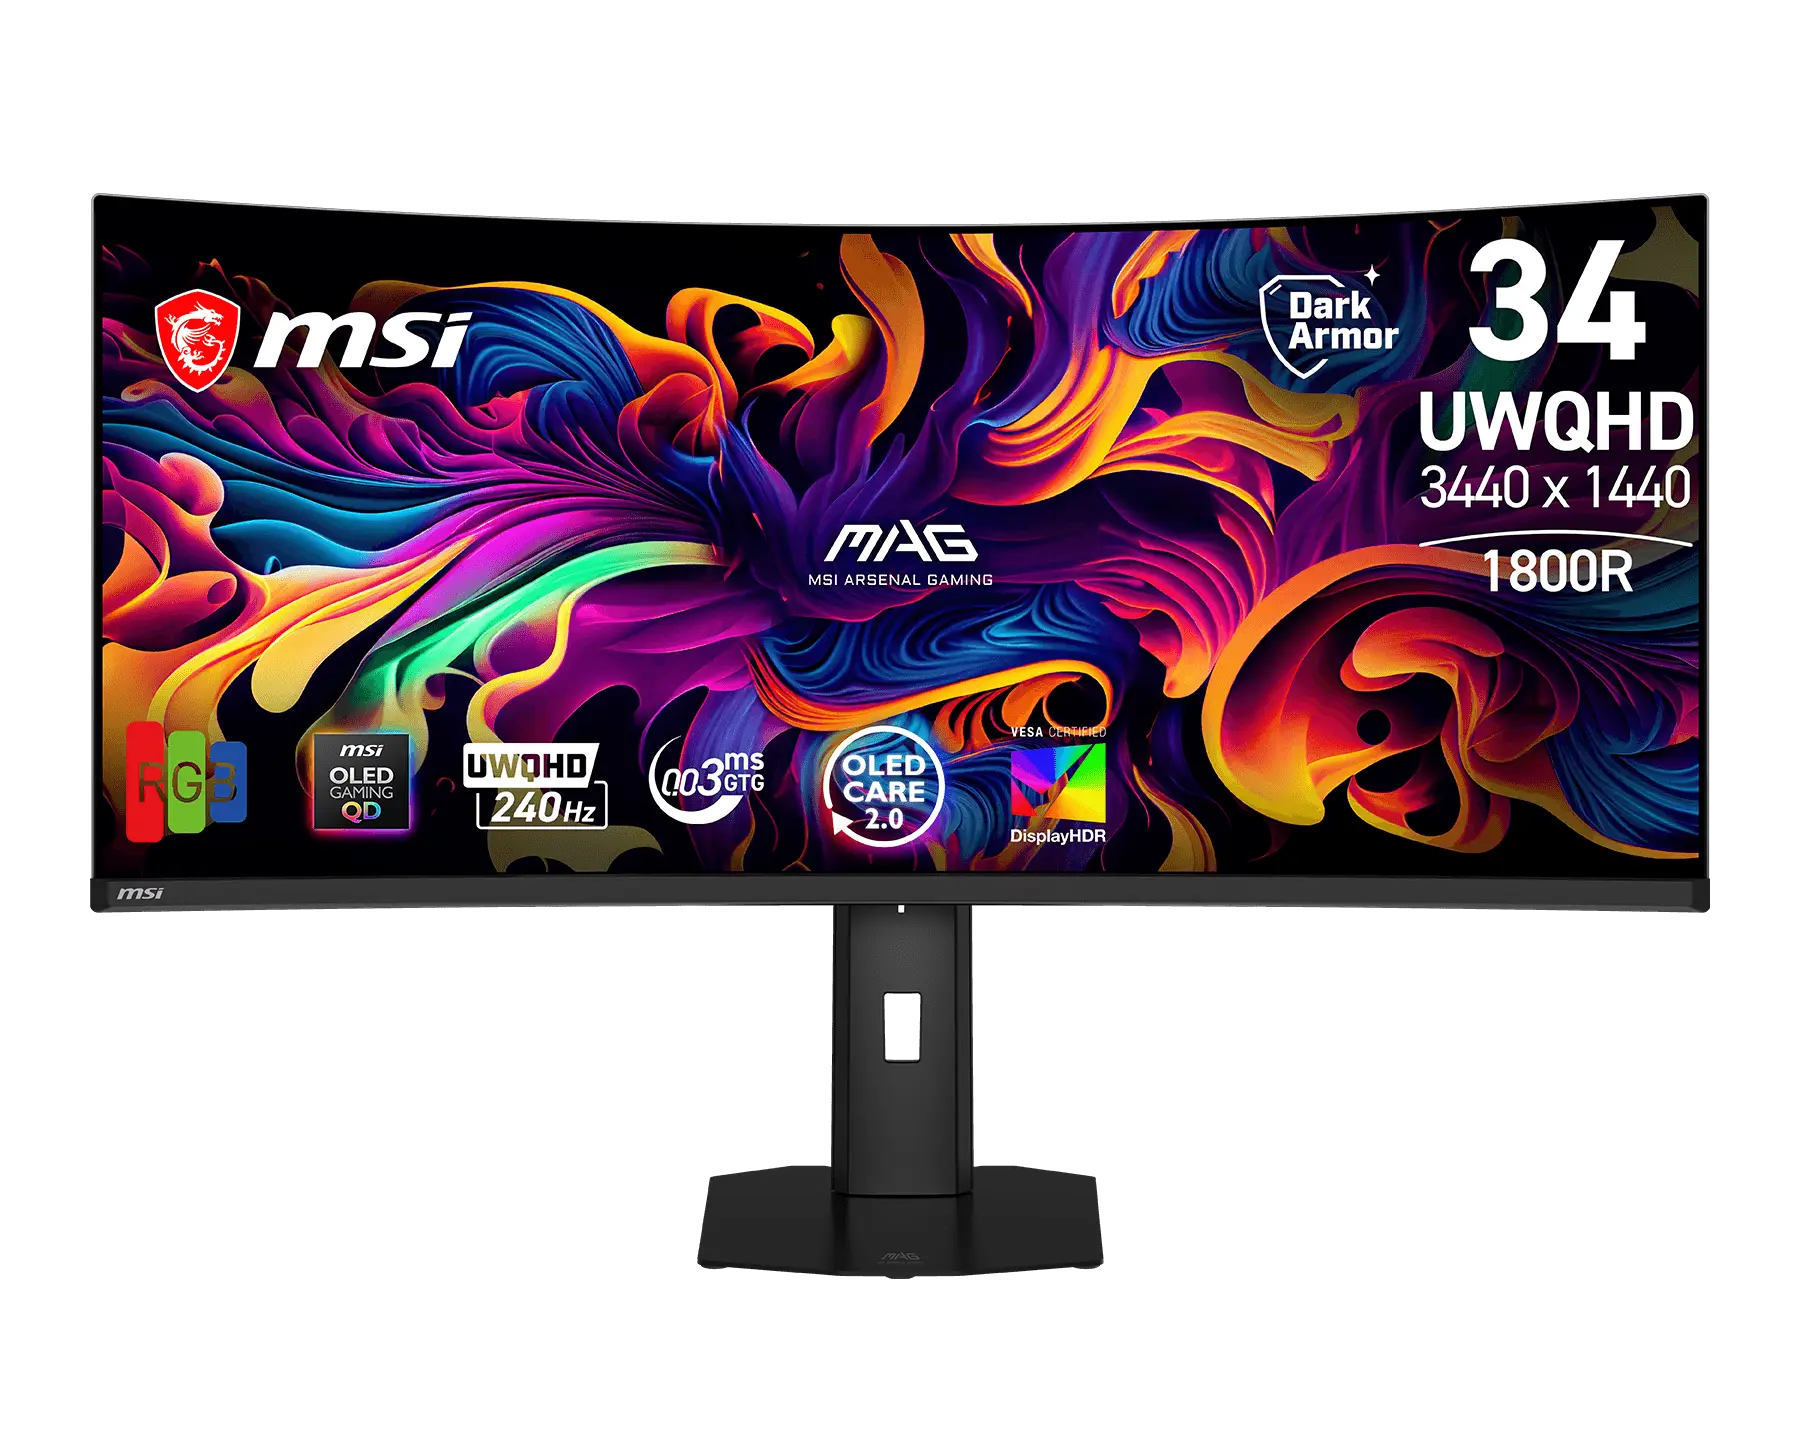 msi
Dark
Armor
34
UWQHD
3440 x 1440
1800R
MAG
MSI ARSENAL GAMING
RGB
msi
OLED
GAMING
QD
UWQHD
240Hz
0.03ms
GTG
OLED
CARE
2.0
VESA CERTIFIED
DisplayHDR
msi
MAG